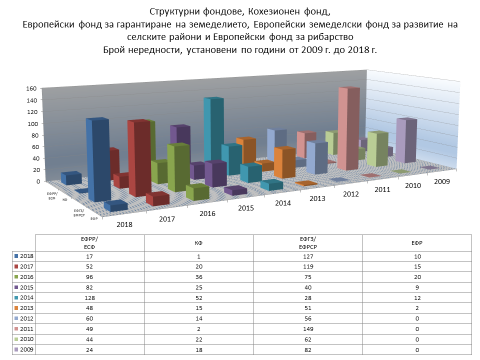 Структурни фондове, Кохезионен фонд,
Европейски фонд за гарантиране на земеделието, Европейски земеделски фонд за развитие на
селските райони и Европейски фонд за рибарство
Брой нередности, установени по години от 2009 г. до 2018 г.
160
140
120
100
80
60
40
20
0
ЕФРР/
ЕСФ
КФ
ЕФГЗ/
ЕФРСР
ЕФР
2018
2017
2016
2015
2014
2013
2012
2011
2010
2009
ЕФРР/ ЕСФ КФ ЕФГЗ/ ЕФРСР ЕФР
2018 17 1 127 10
2017 52 20 119 15
2016 96 36 75 20
2015 82 25 40 9
2014 128 52 28 12
2013 48 15 51 2
2012 60 14 56 0
2011 49 2 149 0
2010 44 22 62 0
2009 24 18 82 0